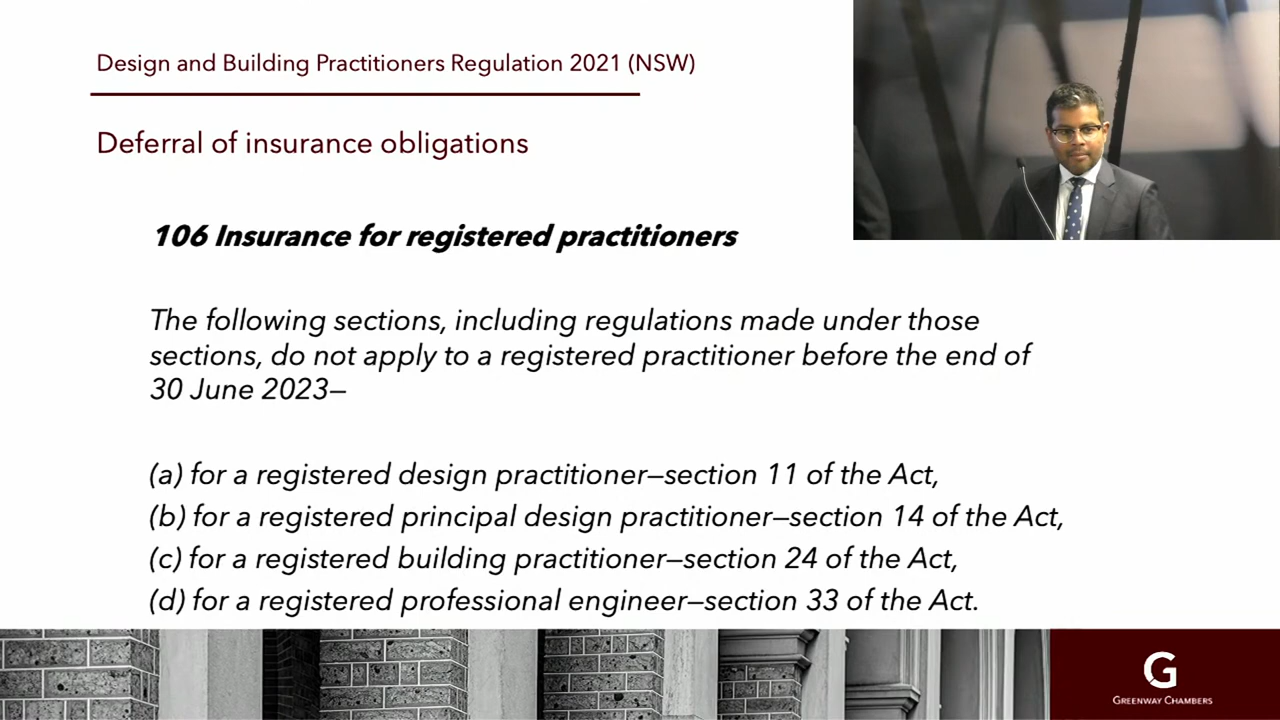 Design and Building Practitioners Regulation 2021 (NSW)
Deferral of insurance obligations
106 Insurance for registered practitioners
The following sections, including regulations made under those
sections, do not apply to a registered practitioner before the end of
30 June 2023–
(a) for a registered design practitioner–section 11 of the Act,
(b) for a registered principal design practitioner–section 14 of the Act,
(c) for a registered building practitioner–section 24 of the Act,
(d) for a registered professional engineer–section 33 of the Act.
G
GREENWAY CHAMBERS